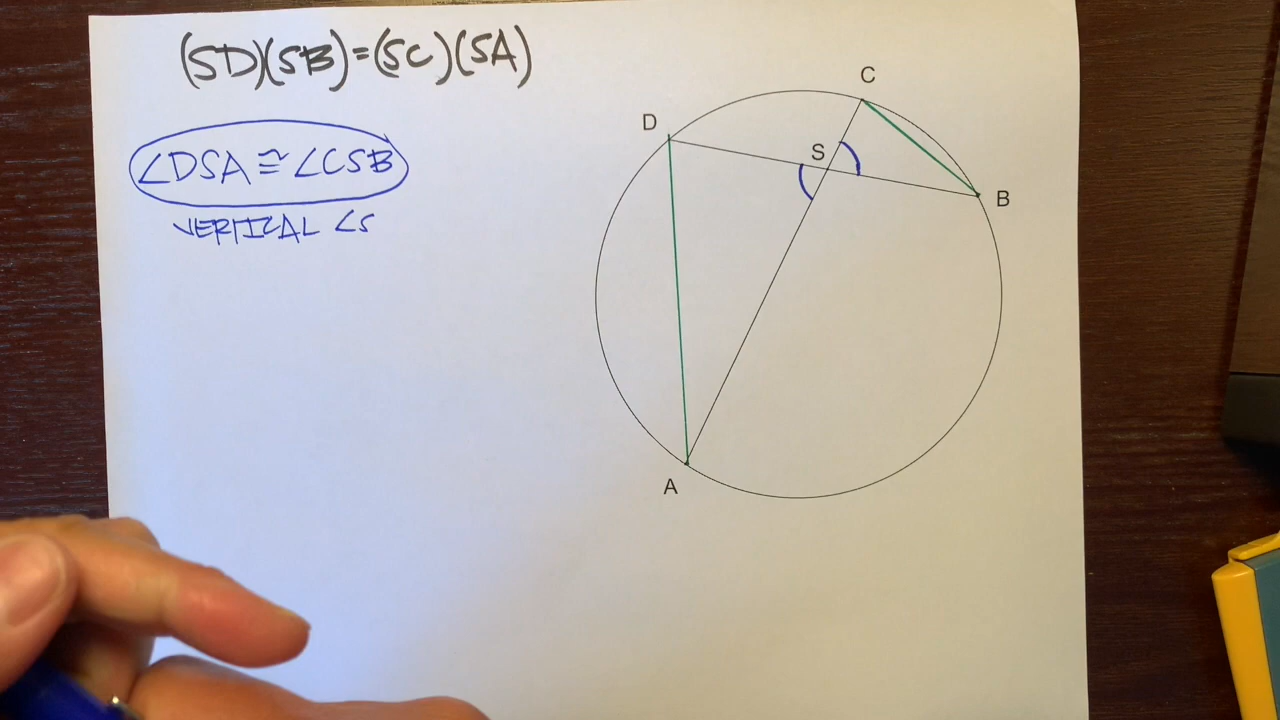 (SD)(SB)=(SC)(SA)
∠DSA ≅ ∠CSB
VERTICAL ∠S
C
D
S
B
A